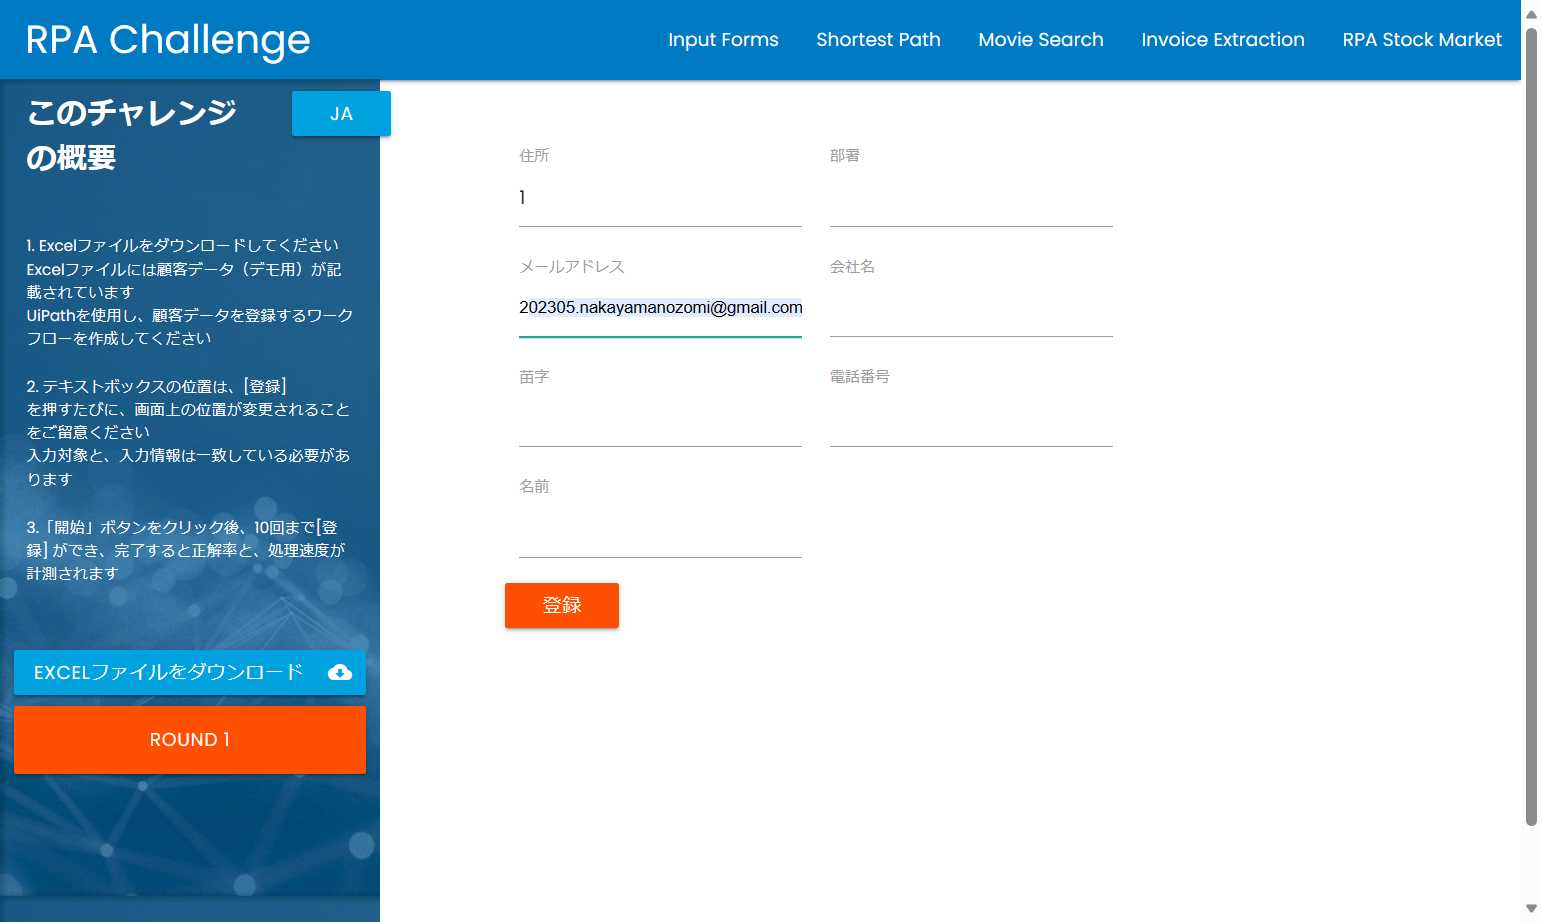 RPA Challenge
Input Forms
Shortest Path
Movie Search
Invoice Extraction
RPA Stock Market
このチャレンジ
の概要
JA
1. Excelファイルをダウンロードしてください
Excelファイルには顧客データ（デモ用）が記
載されています
UiPathを使用し、顧客データを登録するワーク
フローを作成してください
2. テキストボックスの位置は、[登録]
を押すたびに、画面上の位置が変更されること
をご留意ください
入力対象と、入力情報は一致している必要があ
ります
3.「開始」ボタンをクリック後、10回まで[登
録] ができ、完了すると正解率と、処理速度が
計測されます
EXCELファイルをダウンロード
ROUND 1
住所
1
部署
メールアドレス
202305.nakayamanozomi@gmail.com
会社名
苗字
電話番号
名前
登録